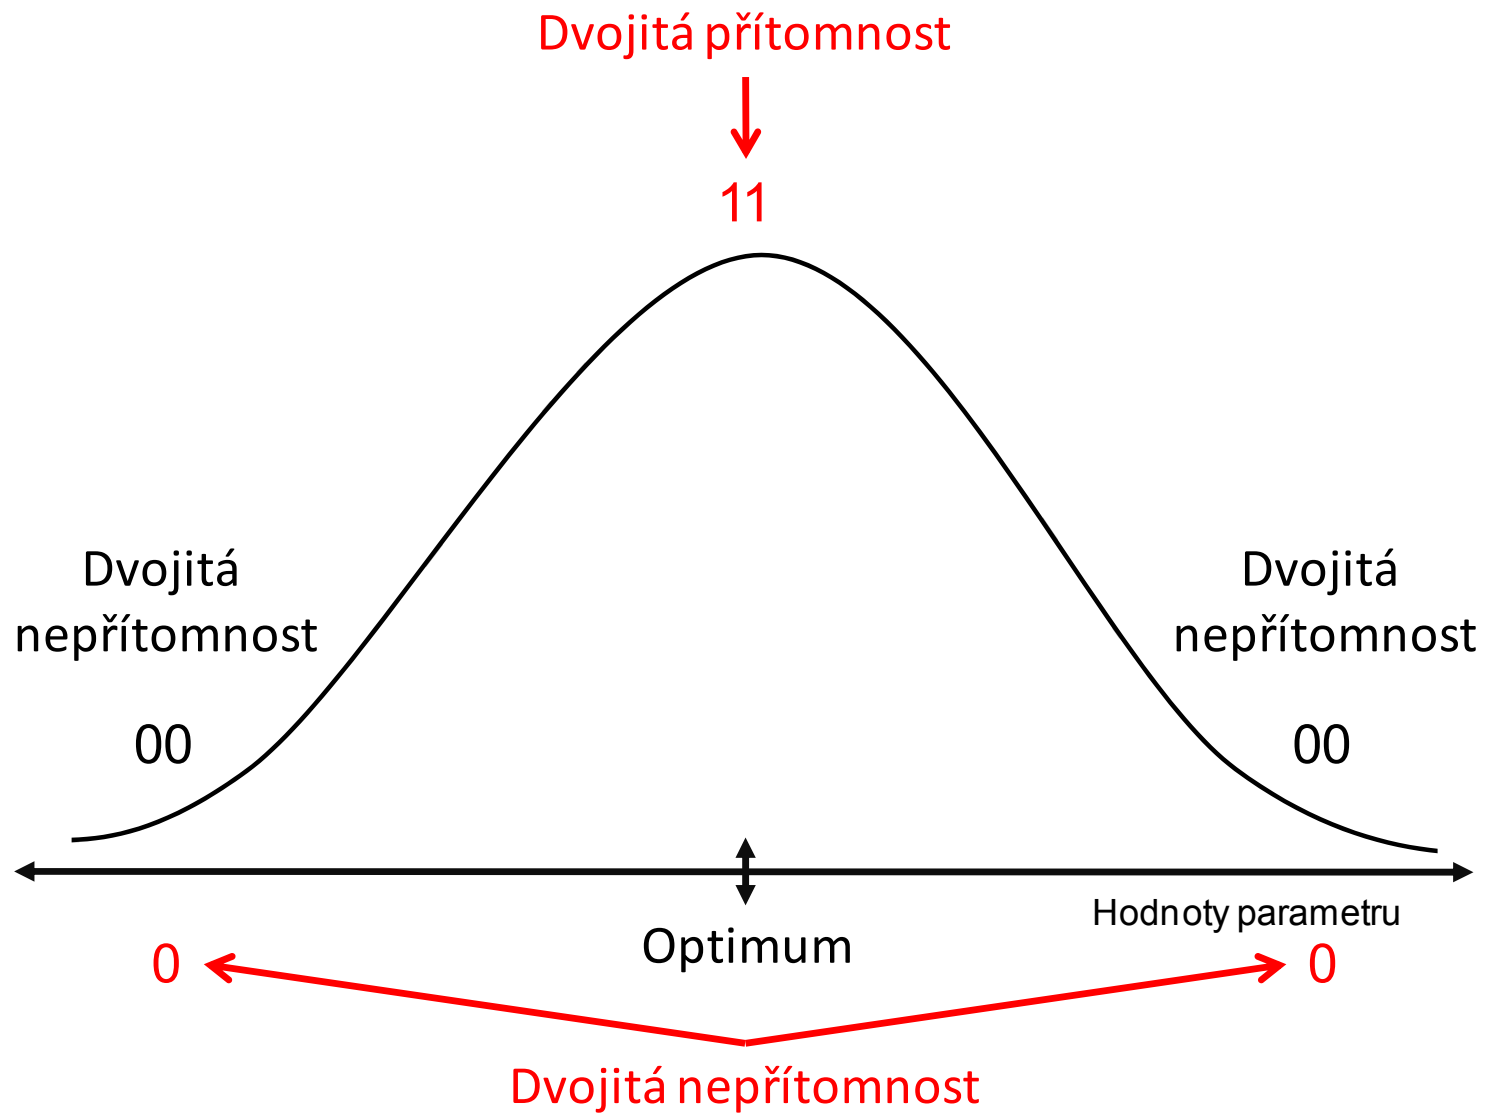 Dvojitá přítomnost
11
Dvojitá
nepřítomnost
00
Dvojitá
nepřítomnost
00
Hodnoty parametru
Optimum
0
0
Dvojitá nepřítomnost